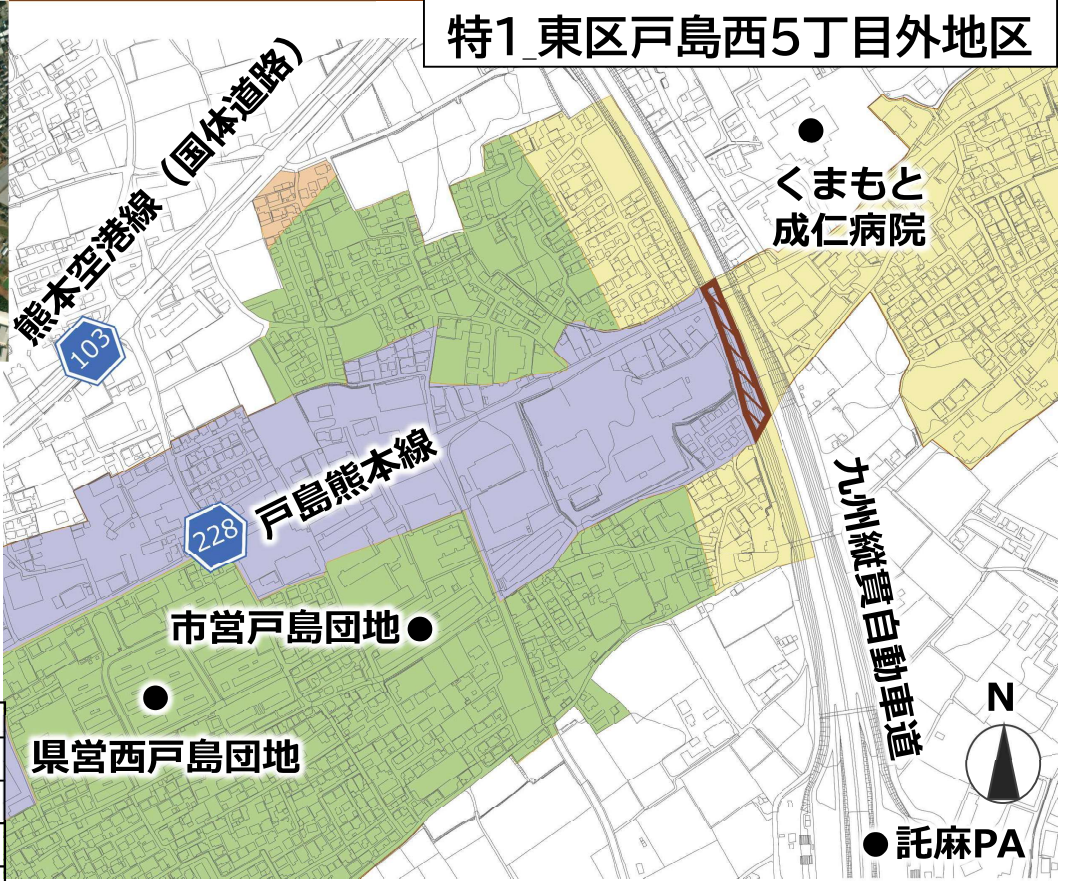 特1_東区戸島西5丁目外地区
くまもと
成仁病院
熊本空港線（国体道路）
103
戸島熊本線
228
九州縦貫自動車道
市営戸島団地
県営西戸島団地
N
託麻PA